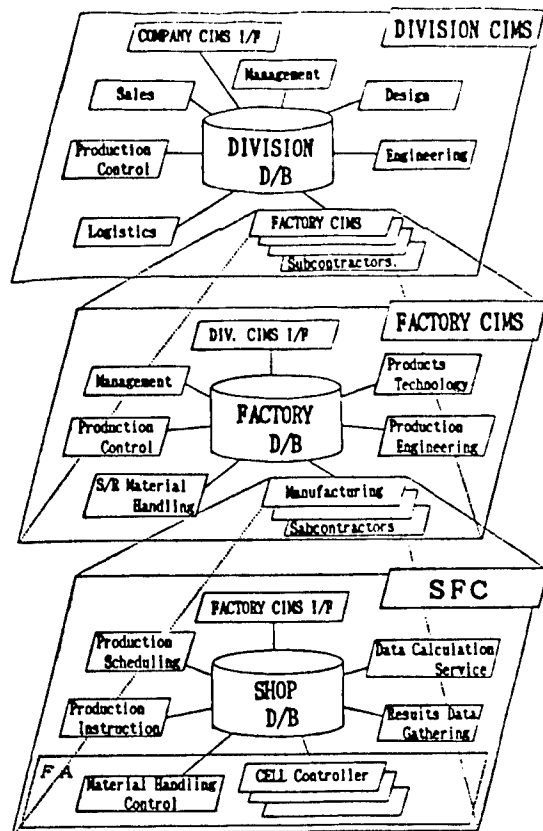 COMPANY CIMS I/F
DIVISION CIMS
Management
Sales
Design
Production
Control
DIVISION
D/B
Engineering
Logistics
FACTORY CIMS
Subcontractors
FACTORY CIMS
DIV. CIMS I/F
Products
Technology
Management
FACTORY
D/B
Production
Control
Production
Engineering
S/R Material
Handling
Manufacturing
Sabcontractors
SFC
FACTORY CIMS I/F
Production
Scheduling
Data Calculation
Service
SHOP
D/B
Production
Instruction
Results Data
Gathering
FA
Material Handling
Control
CELL Controller